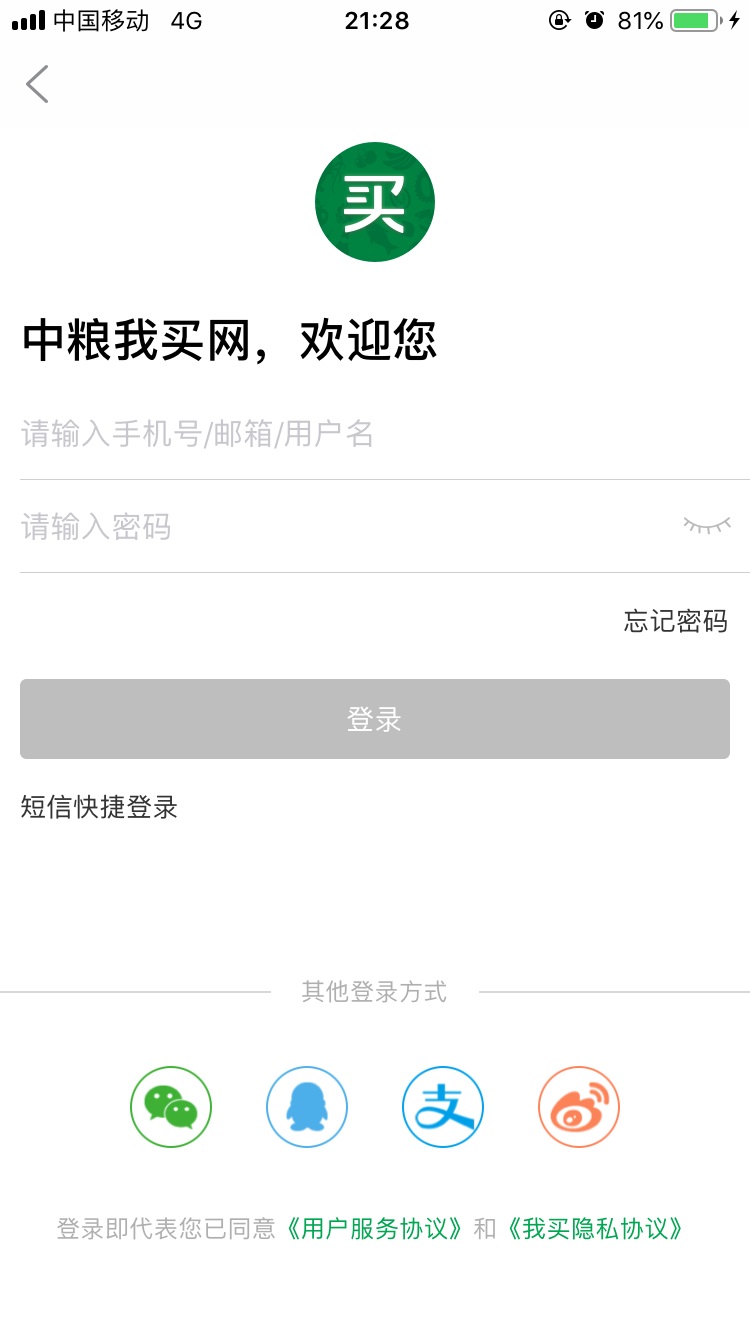 中国移动 4G 21:28 81%
买
中粮我买网，欢迎您
请输入手机号/邮箱/用户名
请输入密码
忘记密码
登录
短信快捷登录
其他登录方式
支
登录即代表您已同意《用户服务协议》和《我买隐私协议》